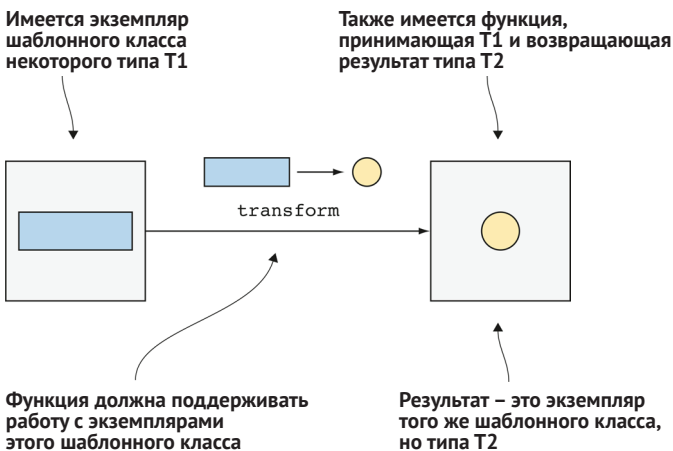 Имеется экземпляр
шаблонного класса
некоторого типа T1
Также имеется функция,
принимающая T1 и возвращающая
результат типа T2
transform
Функция должна поддерживать
работу с экземплярами
этого шаблонного класса
Результат – это экземпляр
того же шаблонного класса,
но типа T2